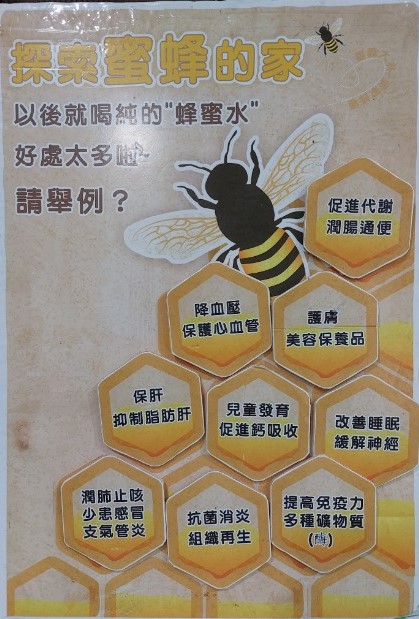 探索蜜蜂的家
以後就喝純的"蜂蜜水"
好處太多啦~
請舉例？
促進代謝
潤腸通便
降血壓
保護心血管
護膚
美容保養品
保肝
抑制脂肪肝
兒童發育
促進鈣吸收
改善睡眠
緩解神經
潤肺止咳
少患感冒
支氣管炎
抗菌消炎
組織再生
提高免疫力
多種礦物質
(酶)